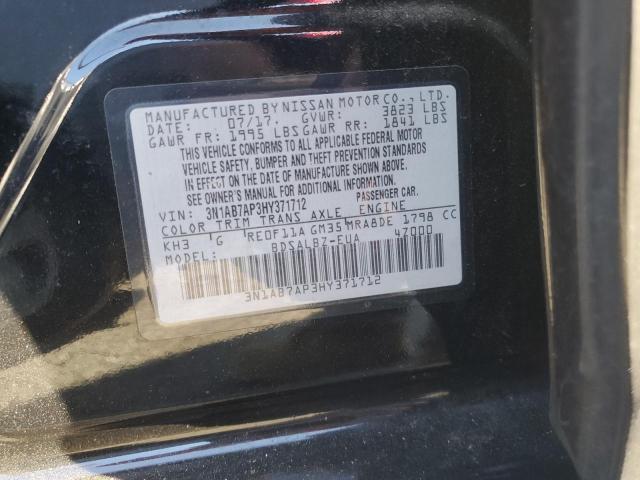 MANUFACTURED BY NISSAN MOTOR CO., LTD.
DATE: 07/17. GVWR: 3823 LBS
GAWR FR: 1995 LBS GAWR RR: 1841 LBS
THIS VEHICLE CONFORMS TO ALL APPLICABLE FEDERAL MOTOR
VEHICLE SAFETY, BUMPER AND THEFT PREVENTION STANDARDS
IN EFFECT ON THE DATE OF MANUFACTURE SHOWN ABOVE.
SEE OWNER'S MANUAL FOR ADDITIONAL INFORMATION.
VIN: 3N1AB7AP3HY371712 PASSENGER CAR.
COLOR TRIM TRANS AXLE ENGINE
KH3 'G RE0F11A GM35 MRA8DE 1798 CC
MODEL: BDSALBZ-EUA 47000
3N1AB7AP3HY371712